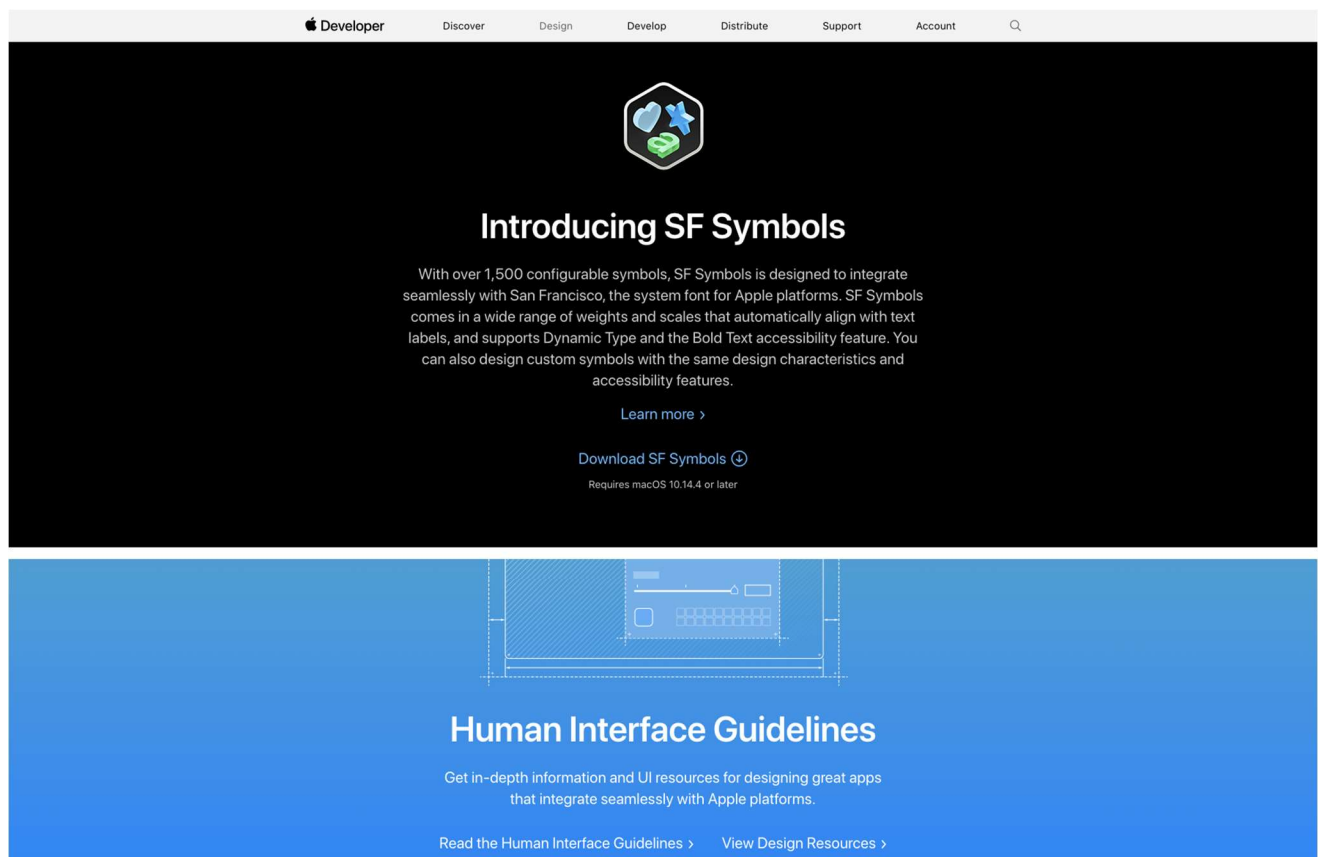 Developer
Discover
Design
Develop
Distribute
Support
Account
Introducing SF Symbols
With over 1,500 configurable symbols, SF Symbols is designed to integrate
seamlessly with San Francisco, the system font for Apple platforms. SF Symbols
comes in a wide range of weights and scales that automatically align with text
labels, and supports Dynamic Type and the Bold Text accessibility feature. You
can also design custom symbols with the same design characteristics and
accessibility features.
Learn more >
Download SF Symbols
Requires macOS 10.14.4 or later
Human Interface Guidelines
Get in-depth information and UI resources for designing great apps
that integrate seamlessly with Apple platforms.
Read the Human Interface Guidelines > View Design Resources >